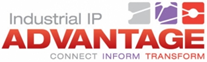 Industrial IP
ADVANTAGE
CONNECT INFORM TRANSFORM